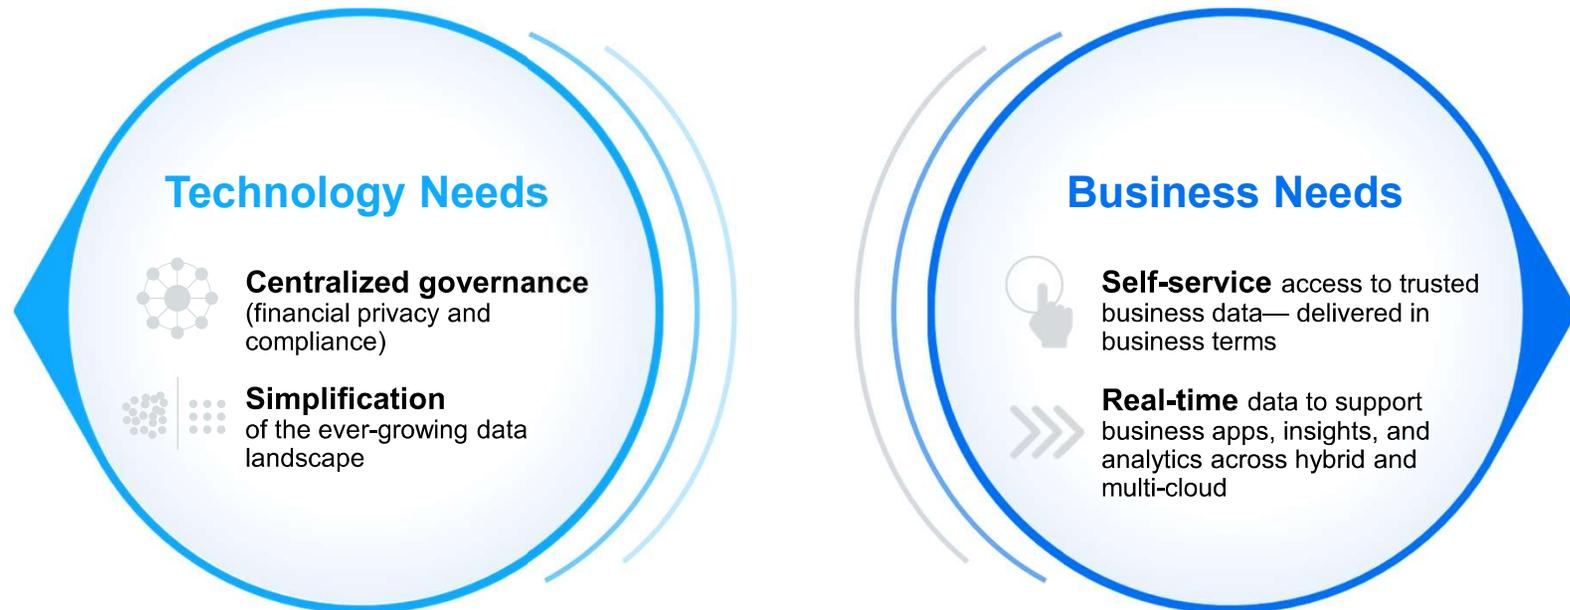 Technology Needs
Centralized governance
(financial privacy and
compliance)
Simplification
of the ever-growing data
landscape
Business Needs
Self-service access to trusted
business data— delivered in
business terms
Real-time data to support
business apps, insights, and
analytics across hybrid and
multi-cloud